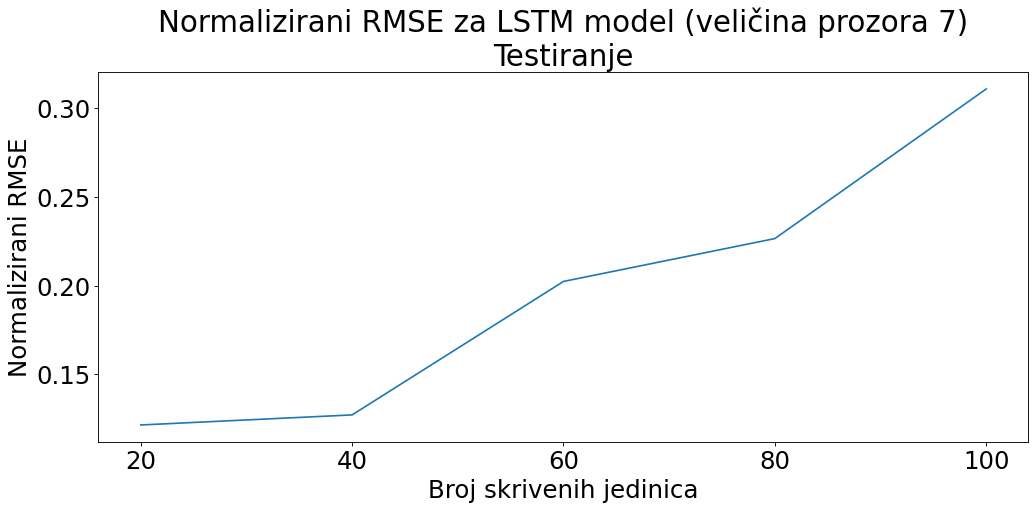 Normalizirani RMSE za LSTM model (veličina prozora 7)
Testiranje
Normalizirani RMSE
0.30
0.25
0.20
0.15
20 40 60 80 100
Broj skrivenih jedinica